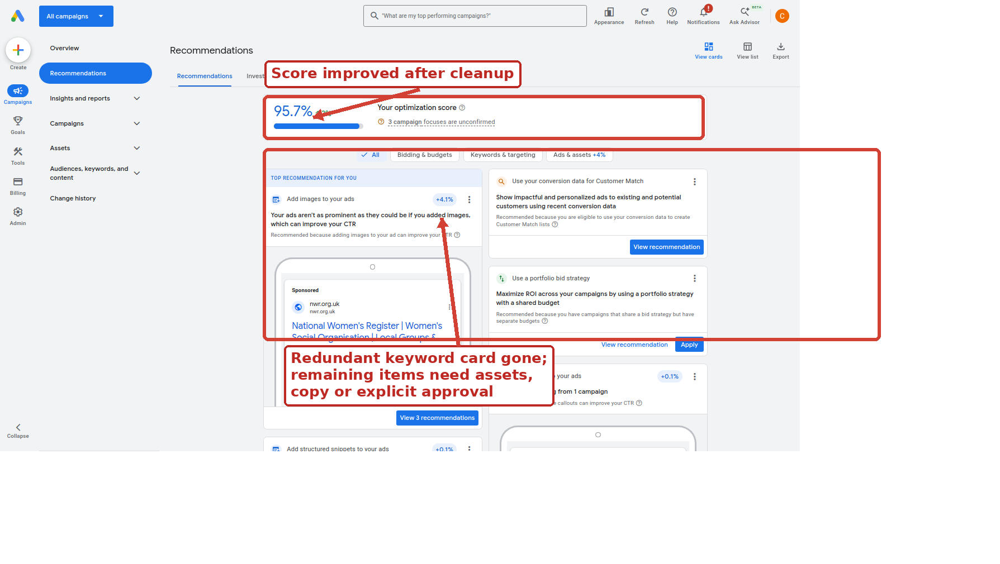 All campaigns
"What are my top performing campaigns?"
Appearance
Refresh
Help
Notifications
Ask Advisor
BETA
C
Create
Campaigns
Goals
Tools
Billing
Admin
Collapse
Overview
Recommendations
Insights and reports
Campaigns
Assets
Audiences, keywords, and
content
Change history
Recommendations
View cards
View list
Export
Recommendations
Invest
Score improved after cleanup
95.7%
Your optimization score
3 campaign focuses are unconfirmed
All
Bidding & budgets
Keywords & targeting
Ads & assets +4%
TOP RECOMMENDATION FOR YOU
Add images to your ads
+4.1%
Your ads aren't as prominent as they could be if you added images,
which can improve your CTR
Recommended because adding images to your ad can improve your CTR
Sponsored
nwr.org.uk
nwr.org.uk
National Women's Register | Women's
Social Organisation | Local Groups &
Redundant keyword card gone;
remaining items need assets,
copy or explicit approval
View 3 recommendations
Add structured snippets to your ads
+0.1%
Use your conversion data for Customer Match
Show impactful and personalized ads to existing and potential
customers using recent conversion data
Recommended because you are eligible to use your conversion data to create
Customer Match lists
View recommendation
Use a portfolio bid strategy
Maximize ROI across your campaigns by using a portfolio strategy
with a shared budget
Recommended because you have campaigns that share a bid strategy but have
separate budgets
View recommendation
Apply
your ads
+0.1%
from 1 campaign
callouts can improve your CTR